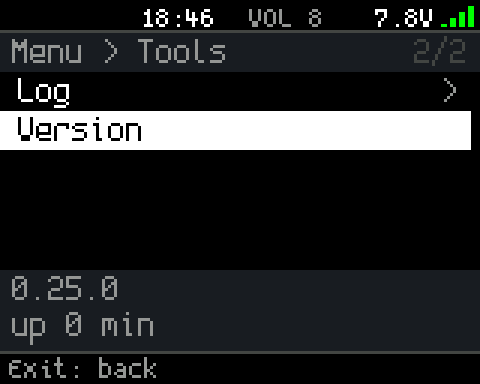 18:46 VOL 8 7.8V
Menu > Tools 2/2
Log >
Version
0.25.0
up 0 min
Exit: back